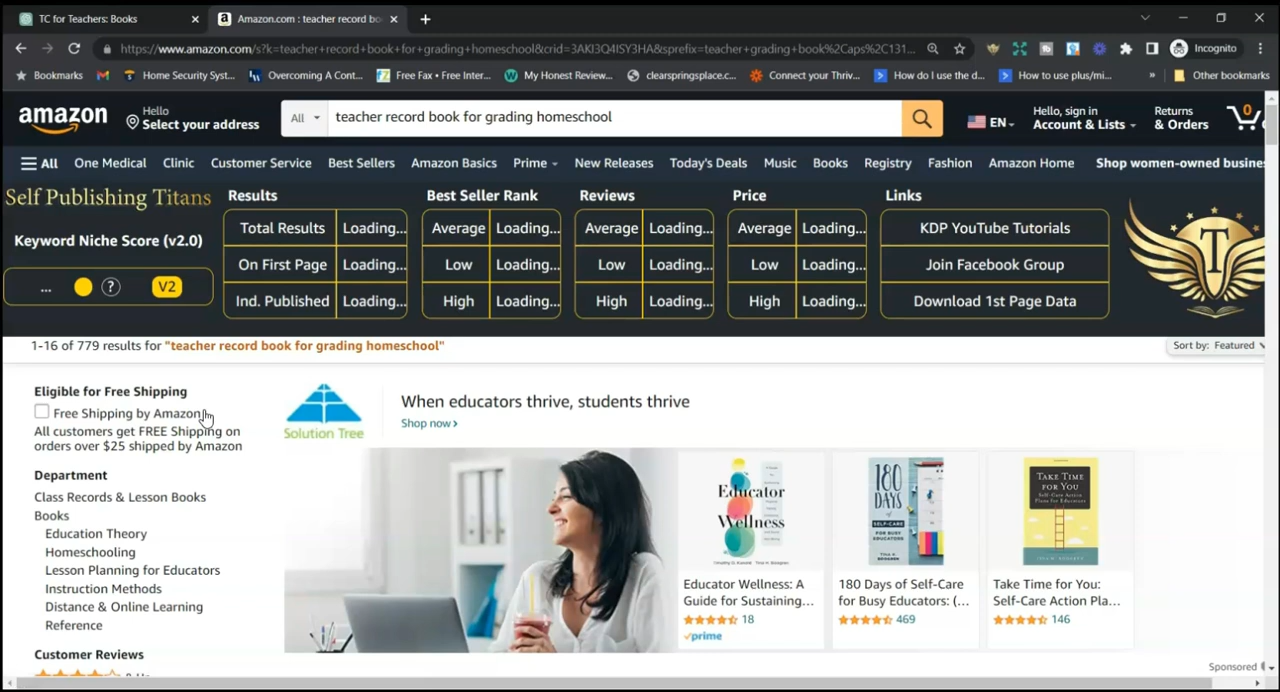 TC for Teachers: Books
Amazon.com : teacher record bo
https://www.amazon.com/s?k=teacher+record+book+for+grading+homeschool&crid=3AKI3Q4ISY3HA&sprefix=teacher+grading+book%2Caps%2C131...
Incognito
Bookmarks
Home Security Syst...
Overcoming A Cont...
Free Fax • Free Inter...
My Honest Review...
clearspringsplace.c...
Connect your Thriv...
How do I use the d...
How to use plus/mi...
»
Other bookmarks
amazon
Hello
Select your address
All
teacher record book for grading homeschool
EN
Hello, sign in
Account & Lists
Returns
& Orders
0
All
One Medical
Clinic
Customer Service
Best Sellers
Amazon Basics
Prime
New Releases
Today's Deals
Music
Books
Registry
Fashion
Amazon Home
Shop women-owned busine
Self Publishing Titans
Keyword Niche Score (v2.0)
... ? V2
Results
Total Results Loading...
On First Page Loading...
Ind. Published Loading...
Best Seller Rank
Average Loading...
Low Loading...
High Loading...
Reviews
Average Loading...
Low Loading...
High Loading...
Price
Average Loading...
Low Loading...
High Loading...
Links
KDP YouTube Tutorials
Join Facebook Group
Download 1st Page Data
T
1-16 of 779 results for "teacher record book for grading homeschool"
Sort by: Featured
Eligible for Free Shipping
Free Shipping by Amazon
All customers get FREE Shipping on
orders over $25 shipped by Amazon
Department
Class Records & Lesson Books
Books
Education Theory
Homeschooling
Lesson Planning for Educators
Instruction Methods
Distance & Online Learning
Reference
Customer Reviews
Solution Tree
When educators thrive, students thrive
Shop now ›
Educator
Wellness
Educator Wellness: A
Guide for Sustaining...
18
prime
180
DAYS
of
SELF-CARE
FOR BUSY
EDUCATORS
180 Days of Self-Care
for Busy Educators: (...
469
TAKE TIME
FOR YOU
Self-Care Action
Plans for Educators
Take Time for You:
Self-Care Action Pla...
146
Sponsored